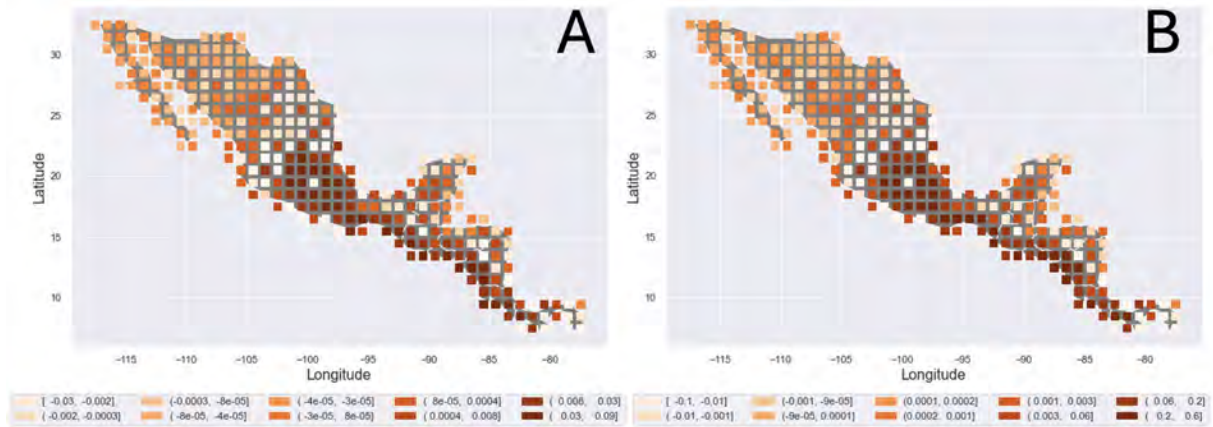 A
B
30
25
20
15
10
Latitude
−115
−110
−105
−100
−95
−90
−85
−80
Longitude
30
25
20
15
10
Latitude
−115
−110
−105
−100
−95
−90
−85
−80
Longitude
[ -0.03, -0.002] (-0.0003, -8e-05] (-4e-05, -3e-05] ( 8e-05, 0.0004] ( 0.008, 0.03]
( -0.002, -0.0003] ( -8e-05, -4e-05] ( -3e-05, 8e-05] ( 0.0004, 0.008] ( 0.03, 0.09]
[ -0.1, -0.01] (-0.001, -9e-05] (0.0001, 0.0002] ( 0.001, 0.003] ( 0.06, 0.2]
( -0.01, -0.001] (-9e-05, 0.0001] (0.0002, 0.001] ( 0.003, 0.06] ( 0.2, 0.6]